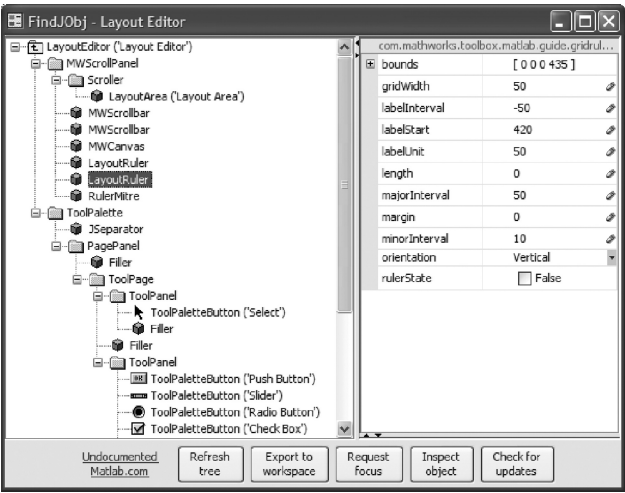 FindJObj - Layout Editor
LayoutEditor ('Layout Editor')
MWScrollPanel
Scroller
LayoutArea ('Layout Area')
MWScrollbar
MWScrollbar
MWCanvas
LayoutRuler
LayoutRuler
RulerMitre
ToolPalette
JSeparator
PagePanel
Filler
ToolPage
ToolPanel
ToolPaletteButton ('Select')
Filler
Filler
ToolPanel
ToolPaletteButton ('Push Button')
ToolPaletteButton ('Slider')
ToolPaletteButton ('Radio Button')
ToolPaletteButton ('Check Box')
com.mathworks.toolbox.matlab.guide.gridrul...
bounds [ 0 0 0 435 ]
gridWidth 50
labelInterval -50
labelStart 420
labelUnit 50
length 0
majorInterval 50
margin 0
minorInterval 10
orientation Vertical
rulerState False
Undocumented
Matlab.com
Refresh
tree
Export to
workspace
Request
focus
Inspect
object
Check for
updates